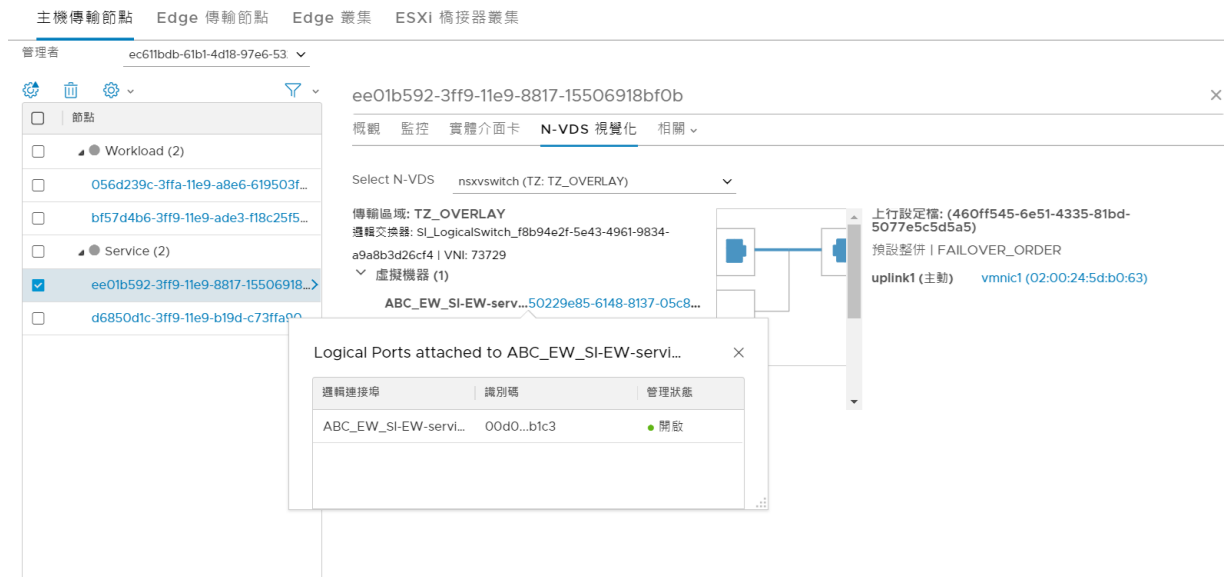 主機傳輸節點 Edge 傳輸節點 Edge 叢集 ESXi 橋接器叢集
管理者 ec611bdb-61b1-4d18-97e6-53.
節點
Workload (2)
056d239c-3ffa-11e9-a8e6-619503f...
bf57d4b6-3ff9-11e9-ade3-f18c25f5...
Service (2)
ee01b592-3ff9-11e9-8817-15506918...
d6850d1c-3ff9-11e9-b19d-c73ffa90
ee01b592-3ff9-11e9-8817-15506918bf0b
概觀 監控 實體介面卡 N-VDS 視覺化 相關
Select N-VDS nsxvswitch (TZ: TZ_OVERLAY)
傳輸區域: TZ_OVERLAY
邏輯交換器: SI_LogicalSwitch_f8b94e2f-5e43-4961-9834-
a9a8b3d26cf4 | VNI: 73729
虛擬機器 (1)
ABC_EW_SI-EW-serv...50229e85-6148-8137-05c8...
上行設定檔: (460ff545-6e51-4335-81bd-
5077e5c5d5a5)
預設整併 | FAILOVER_ORDER
uplink1 (主動) vmnic1 (02:00:24:5d:b0:63)
Logical Ports attached to ABC_EW_SI-EW-servi...
邏輯連接埠 識別碼 管理狀態
ABC_EW_SI-EW-servi... 00d0...b1c3 開啟